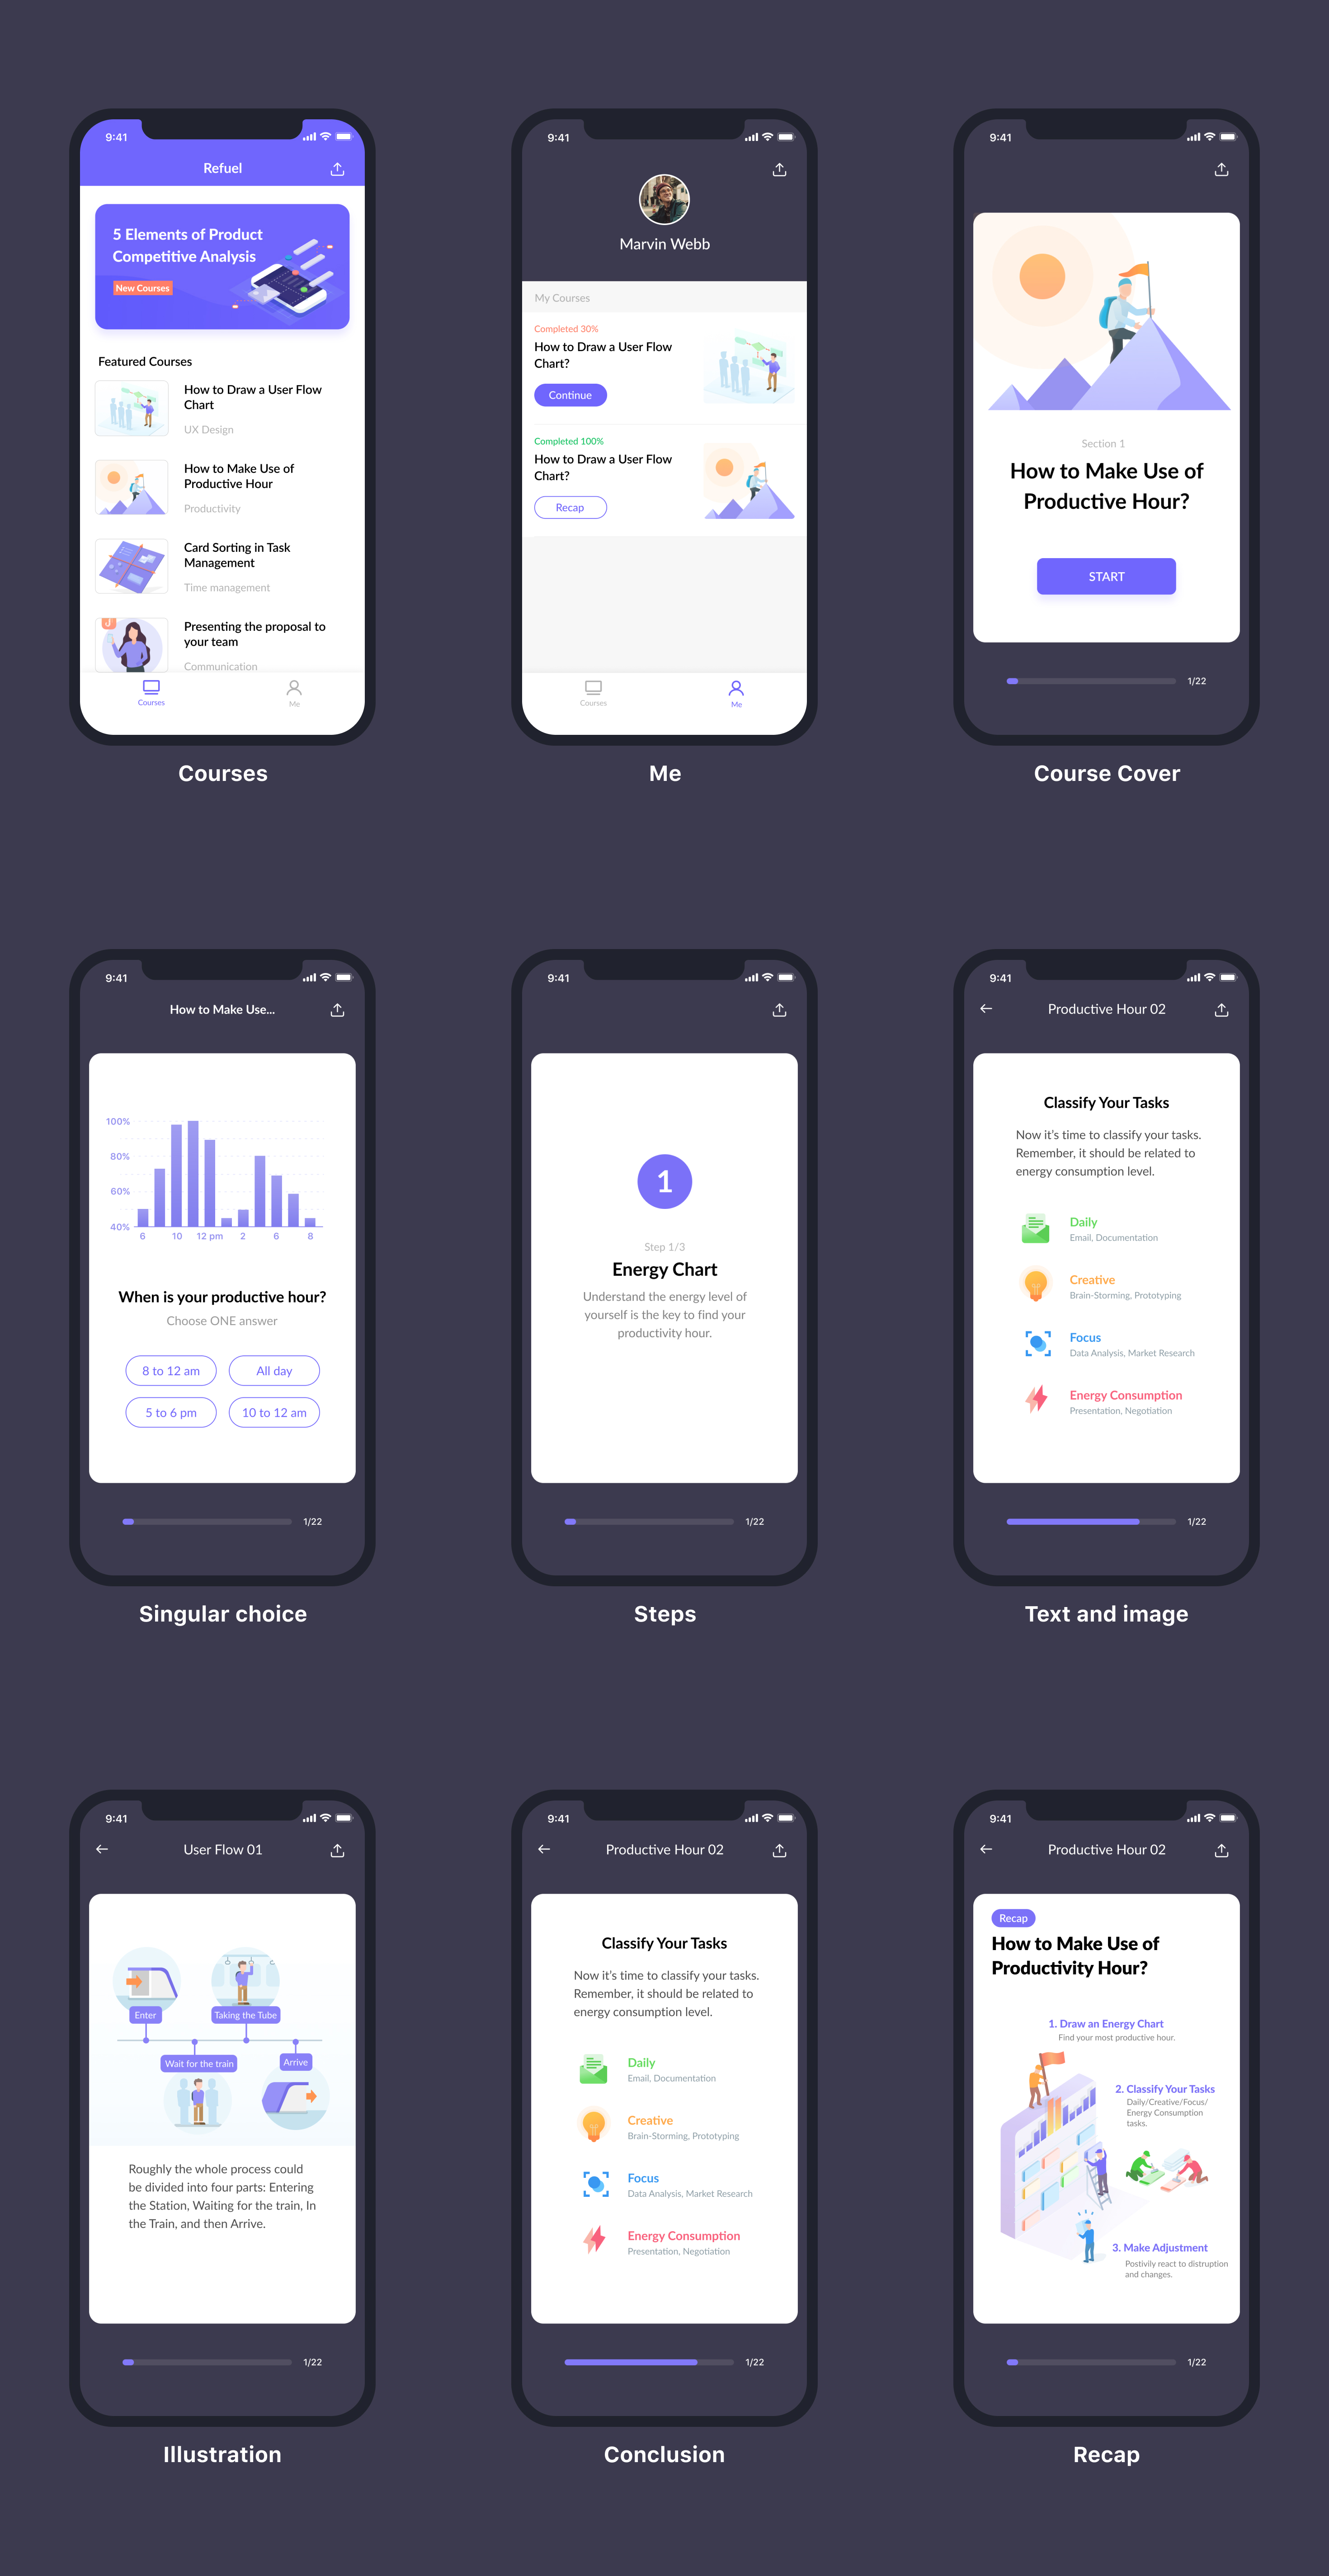 9:41
Refuel
5 Elements of Product
Competitive Analysis
New Courses
Featured Courses
How to Draw a User Flow
Chart
UX Design
How to Make Use of
Productive Hour
Productivity
Card Sorting in Task
Management
Time management
J
Presenting the proposal to
your team
Communication
Courses
Me
Courses
9:41
Marvin Webb
My Courses
Completed 30%
How to Draw a User Flow
Chart?
Continue
Completed 100%
How to Draw a User Flow
Chart?
Recap
Courses
Me
Me
9:41
Section 1
How to Make Use of
Productive Hour?
START
1/22
Course Cover
9:41
How to Make Use...
100%
80%
60%
40%
6 10 12 pm 2 6 8
When is your productive hour?
Choose ONE answer
8 to 12 am
All day
5 to 6 pm
10 to 12 am
1/22
Singular choice
9:41
1
Step 1/3
Energy Chart
Understand the energy level of
yourself is the key to find your
productivity hour.
1/22
Steps
9:41
Productive Hour 02
Classify Your Tasks
Now it's time to classify your tasks.
Remember, it should be related to
energy consumption level.
Daily
Email, Documentation
Creative
Brain-Storming, Prototyping
Focus
Data Analysis, Market Research
Energy Consumption
Presentation, Negotiation
1/22
Text and image
9:41
User Flow 01
Enter
Taking the Tube
Wait for the train
Arrive
Roughly the whole process could
be divided into four parts: Entering
the Station, Waiting for the train, In
the Train, and then Arrive.
1/22
Illustration
9:41
Productive Hour 02
Classify Your Tasks
Now it's time to classify your tasks.
Remember, it should be related to
energy consumption level.
Daily
Email, Documentation
Creative
Brain-Storming, Prototyping
Focus
Data Analysis, Market Research
Energy Consumption
Presentation, Negotiation
1/22
Conclusion
9:41
Productive Hour 02
Recap
How to Make Use of
Productivity Hour?
1. Draw an Energy Chart
Find your most productive hour.
2. Classify Your Tasks
Daily/Creative/Focus/
Energy Consumption
tasks.
3. Make Adjustment
Postivily react to distruption
and changes.
1/22
Recap